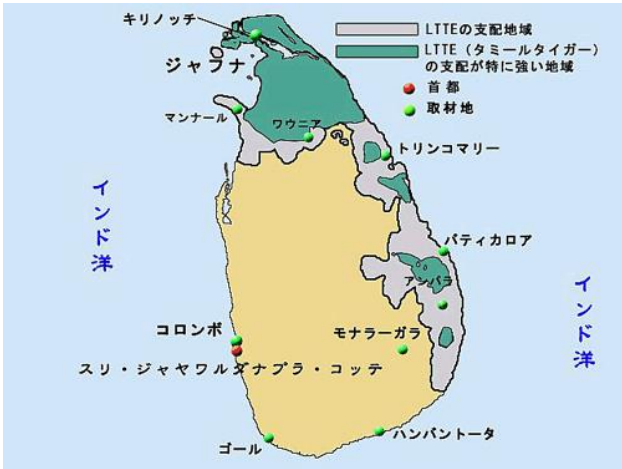 キリノッチ
LTTEの支配地域
LTTE（タミールタイガー）
の支配が特に強い地域
首都
取材地
ジャフナ
マンナール
ワウニア
トリンコマリー
インド洋
バティカロア
アンパラ
インド洋
コロンボ
モナラーガラ
スリ・ジャヤワルダナプラ・コッテ
ゴール
ハンバントータ